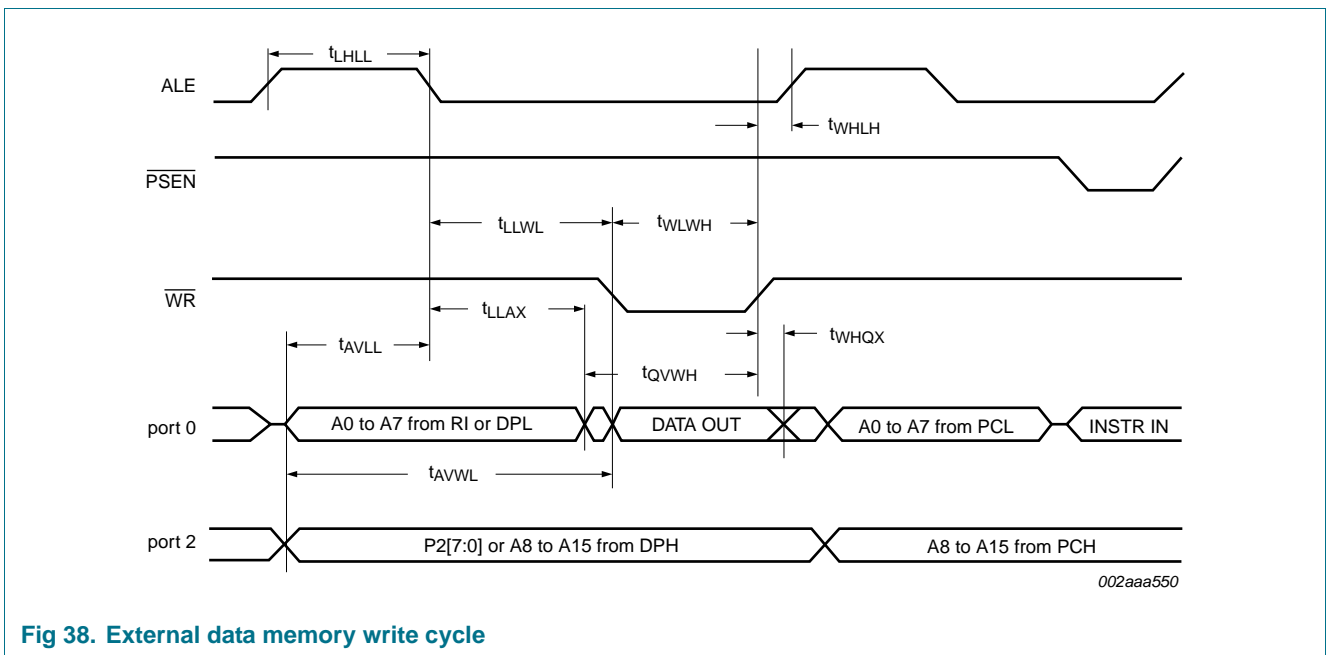 tLHLL
ALE
tWHLH
PSEN
tLLWL
tWLWH
WR
tLLAX
tWHQX
tAVLL
tQVWH
port 0
A0 to A7 from RI or DPL
DATA OUT
A0 to A7 from PCL
INSTR IN
tAVWL
port 2
P2[7:0] or A8 to A15 from DPH
A8 to A15 from PCH
002aaa550
Fig 38. External data memory write cycle